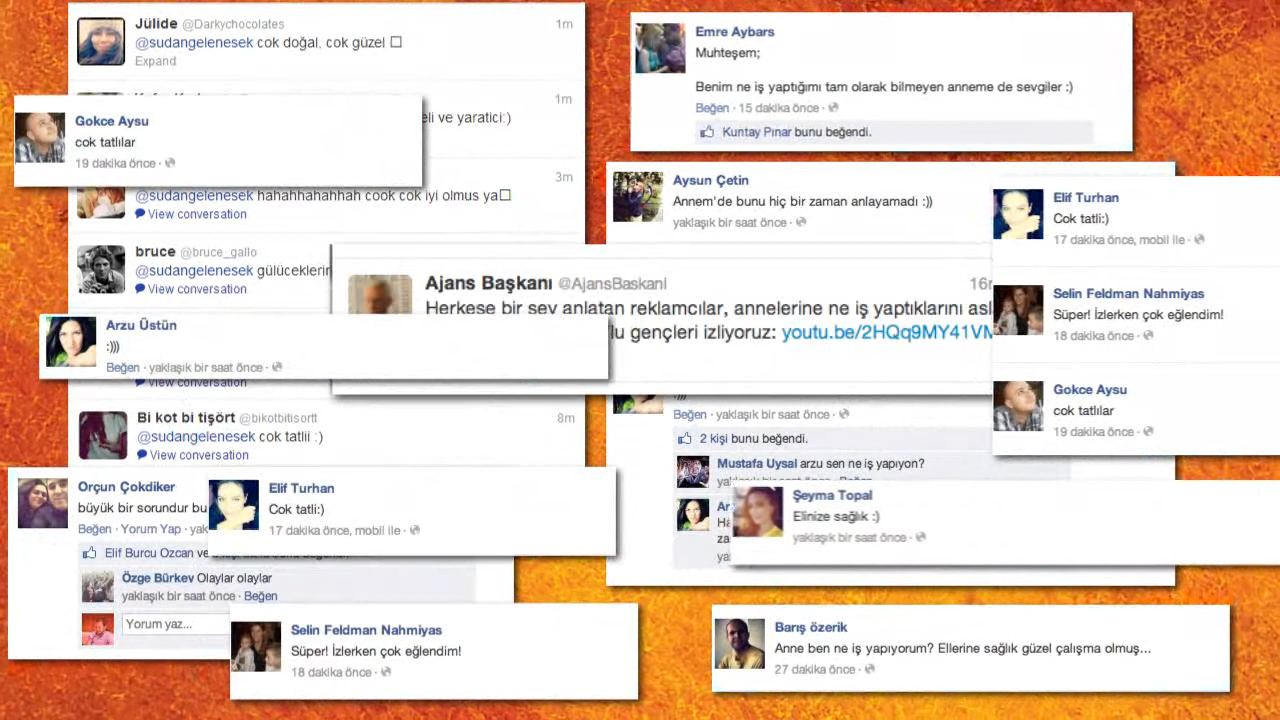 Jülide @Darkychocolates 1m
@sudangelenesek cok doğal, cok güzel □
Expand
1m
eli ve yaratici:)
Gokce Aysu
cok tatlılar
19 dakika önce ·
3m
@sudangelenesek hahahhahahhah cook cok iyi olmus ya□
View conversation
bruce @bruce_gallo
@sudangelenesek gülüceklerin
View conversation
Ajans Başkanı @AjansBaskani 16m
Herkese bir şey anlatan reklamcılar, annelerine ne iş yaptıklarını
gençleri izliyoruz: youtu.be/2HQq9MY41VM
Arzu Üstün
:)))
Beğen · yaklaşık bir saat önce ·
View conversation
Bi kot bi tişört @bikotbitisortt 8m
@sudangelenesek cok tatlii :)
View conversation
Orçun Çokdiker
büyük bir sorundur bu
Beğen · Yorum Yap ·
Elif Burcu Ozcan ve
Özge Bürkev Olaylar olaylar
yaklaşık bir saat önce · Beğen
Yorum yaz...
Elif Turhan
Cok tatli:)
17 dakika önce, mobil ile ·
Selin Feldman Nahmiyas
Süper! İzlerken çok eğlendim!
18 dakika önce ·
Emre Aybars
Muhteşem;
Benim ne iş yaptığımı tam olarak bilmeyen anneme de sevgiler :)
Beğen · 15 dakika önce ·
Kuntay Pınar bunu beğendi.
Aysun Çetin
Annem'de bunu hiç bir zaman anlayamadı :))
yaklaşık bir saat önce ·
Elif Turhan
Cok tatli:)
17 dakika önce, mobil ile ·
Selin Feldman Nahmiyas
Süper! İzlerken çok eğlendim!
18 dakika önce ·
Gokce Aysu
cok tatlılar
19 dakika önce ·
:)))
Beğen · yaklaşık bir saat önce ·
2 kişi bunu beğendi.
Mustafa Uysal arzu sen ne iş yapıyon?
Şeyma Topal
Elinize sağlık :)
yaklaşık bir saat önce ·
Barış özerik
Anne ben ne iş yapıyorum? Ellerine sağlık güzel çalışma olmuş...
27 dakika önce ·